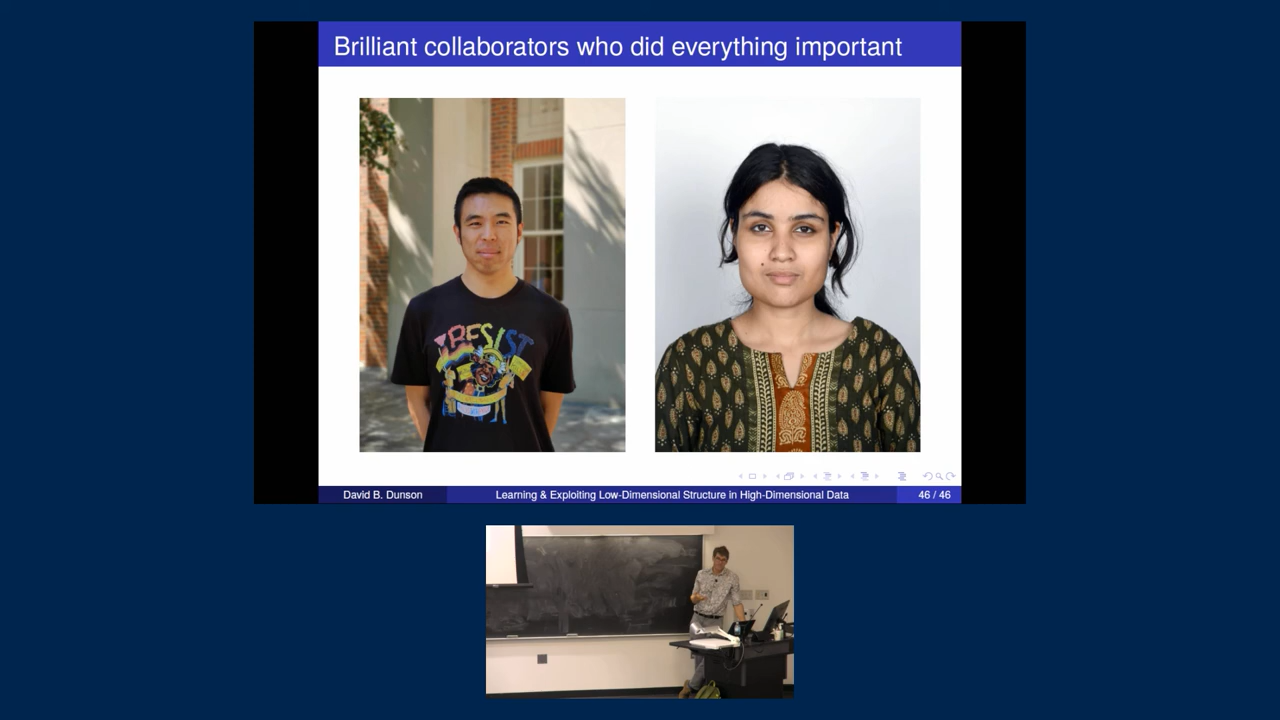 Brilliant collaborators who did everything important
RESIST
David B. Dunson
Learning & Exploiting Low-Dimensional Structure in High-Dimensional Data
46 / 46